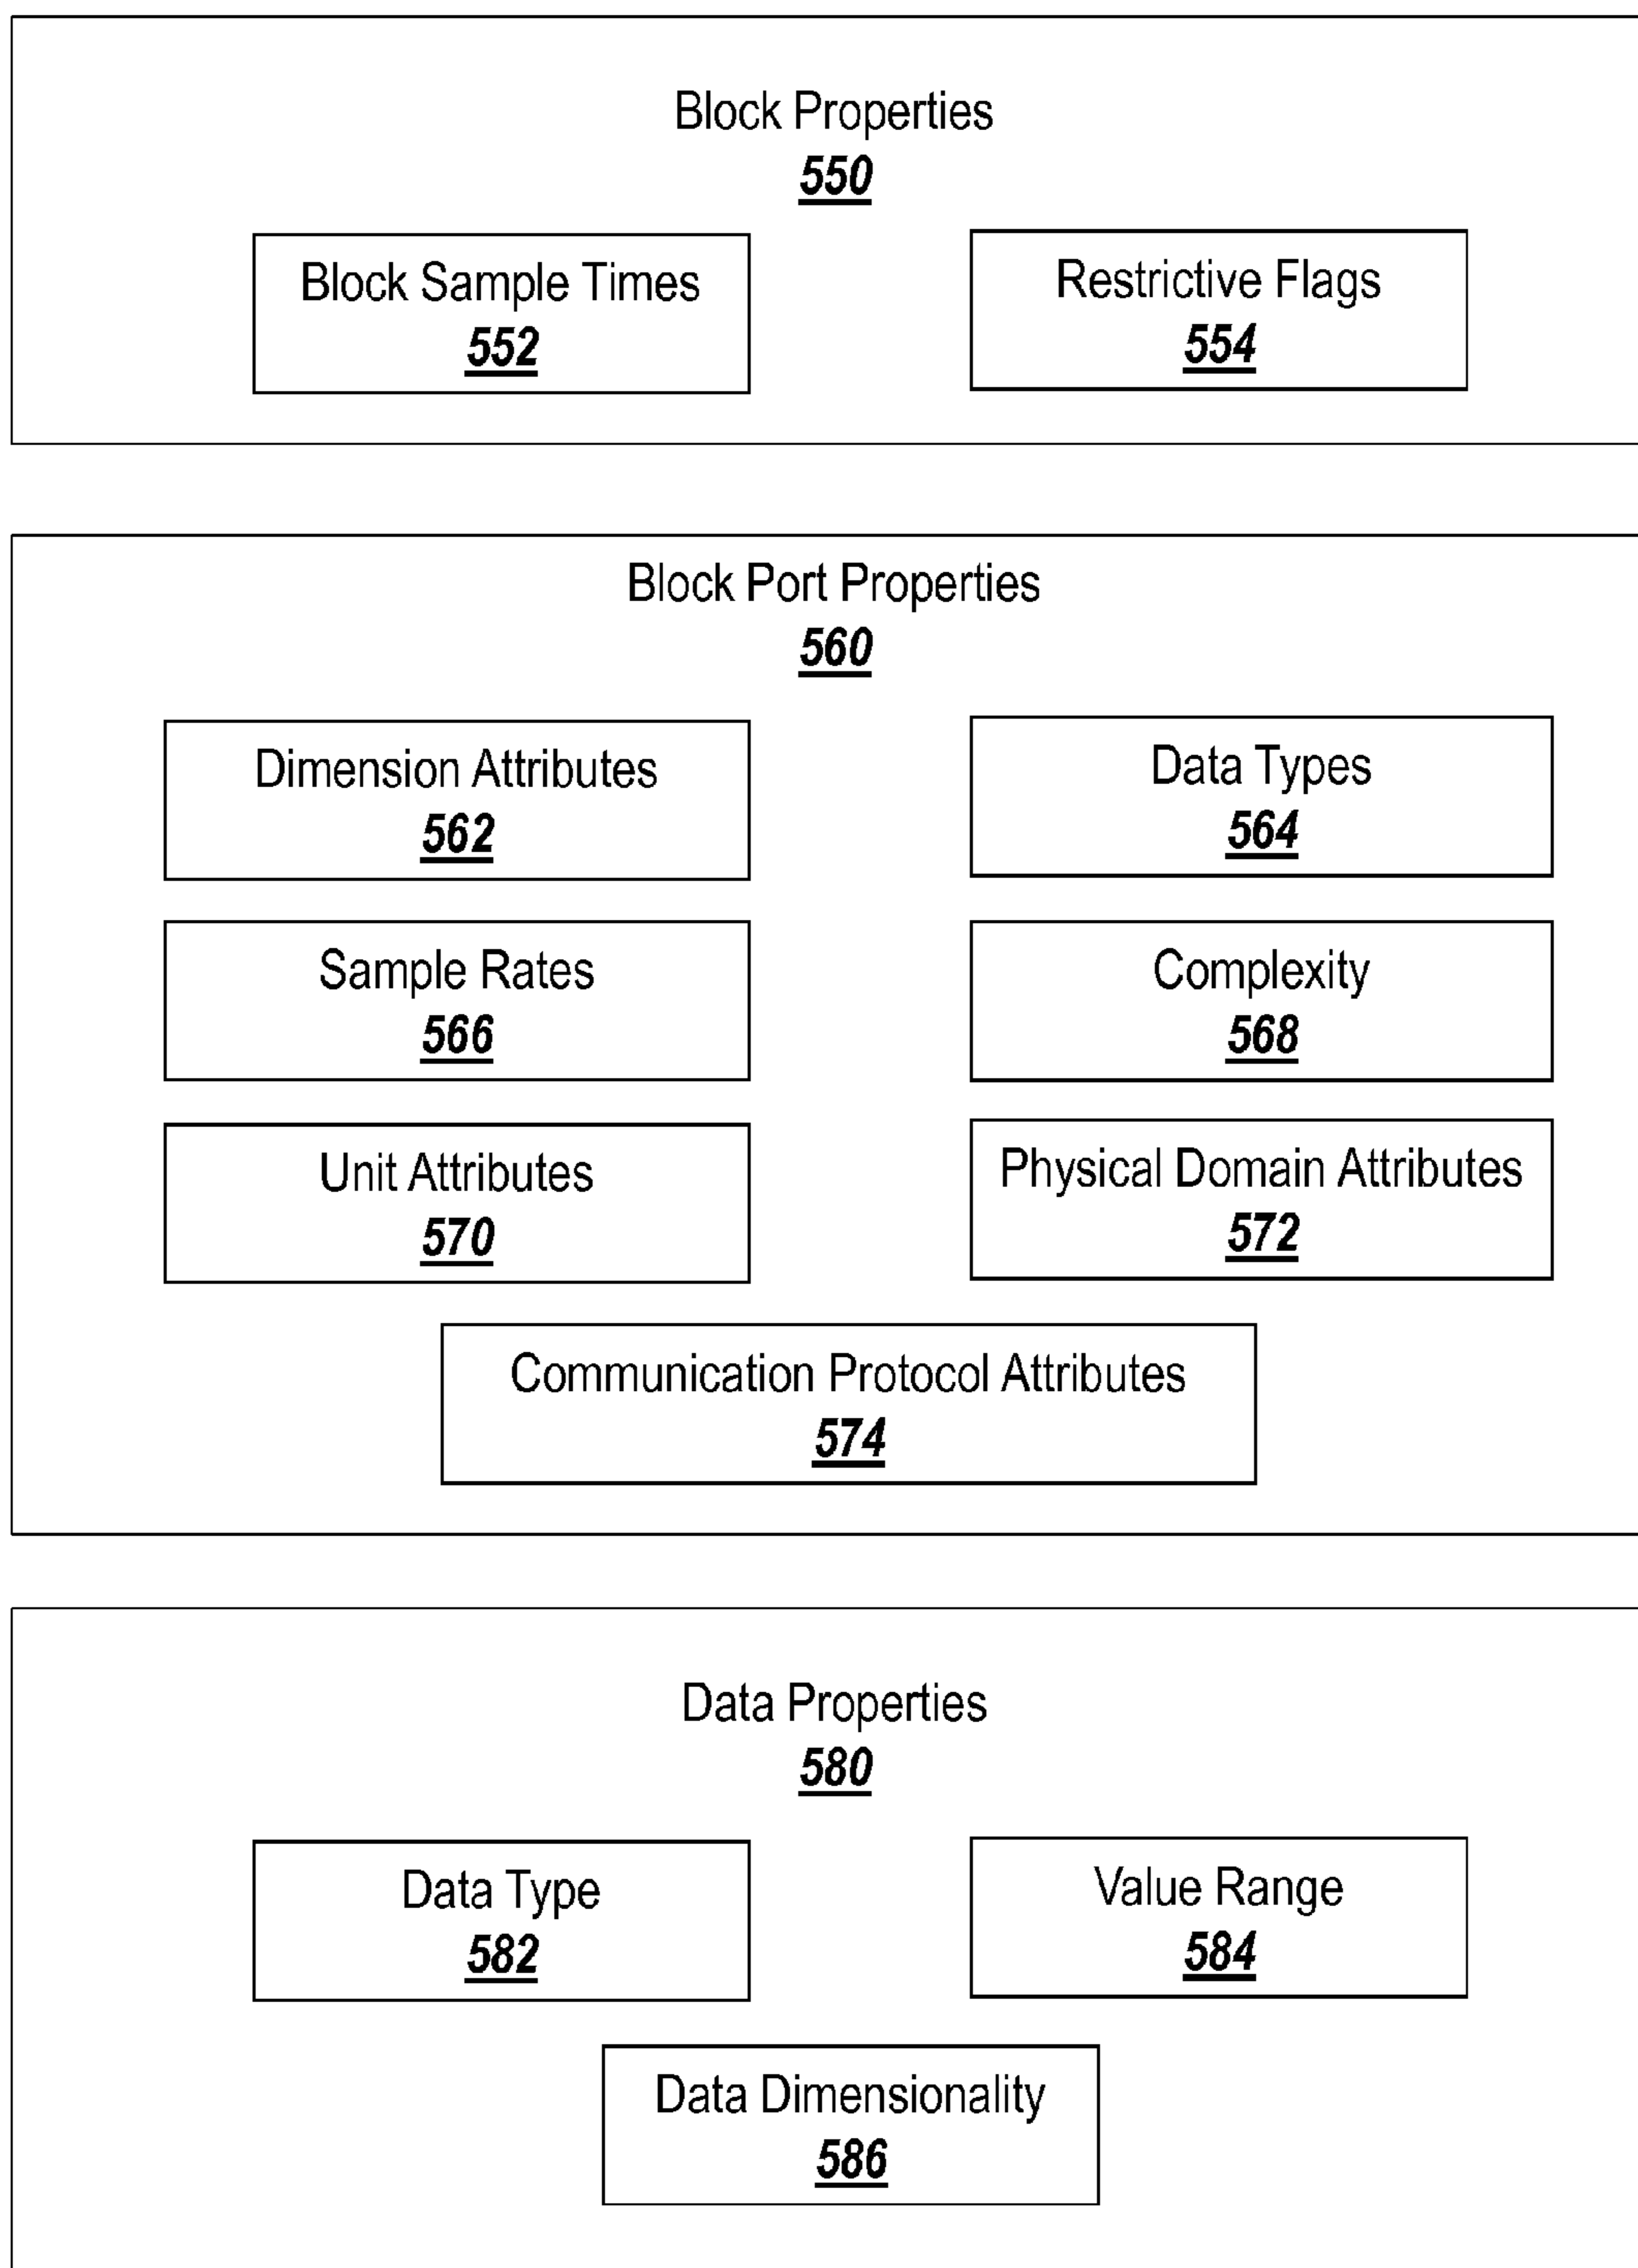 Block Properties
550
Block Sample Times
552
Restrictive Flags
554
Block Port Properties
560
Dimension Attributes
562
Data Types
564
Sample Rates
566
Complexity
568
Unit Attributes
570
Physical Domain Attributes
572
Communication Protocol Attributes
574
Data Properties
580
Data Type
582
Value Range
584
Data Dimensionality
586